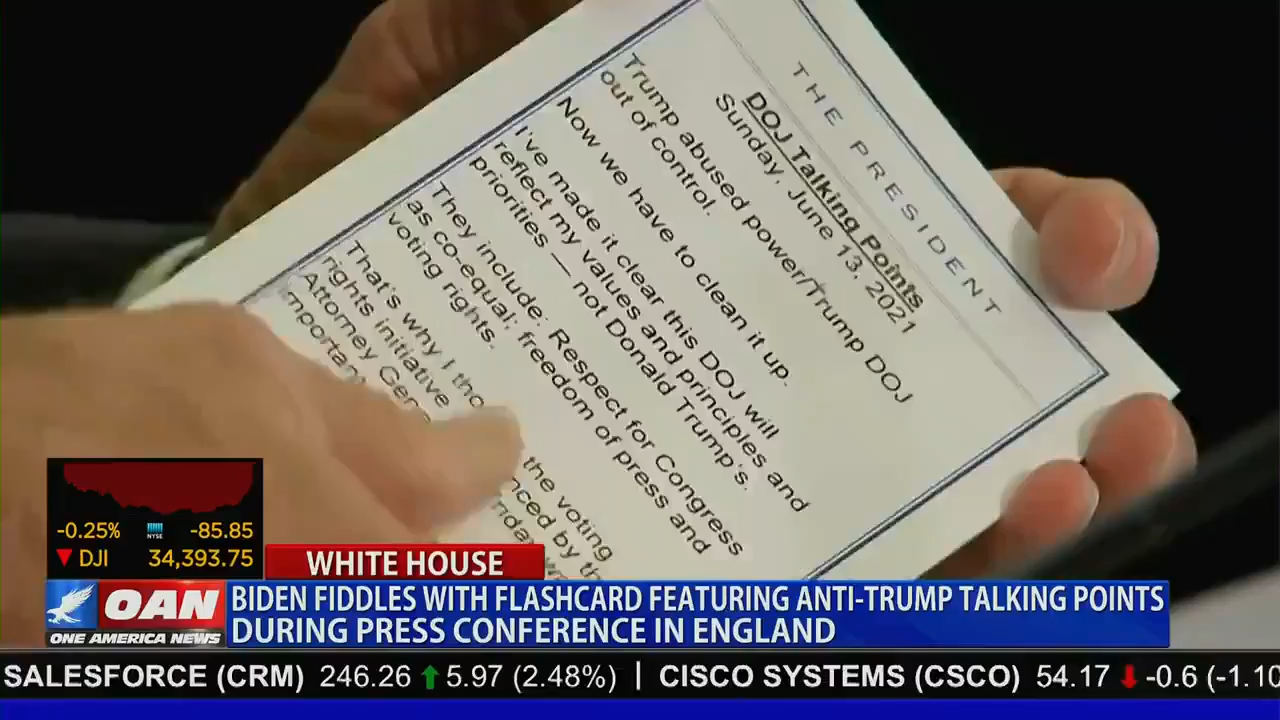 THE PRESIDENT
DOJ Talking Points
Sunday, June 13, 2021
Trump abused power/Trump DOJ
out of control.
Now we have to clean it up.
I've made it clear this DOJ will
reflect my values and principles and
priorities — not Donald Trump's.
They include: Respect for Congress
as co-equal; freedom of press and
voting rights.
That's why I the voting
rights initiative by
Attorney
important
-0.25% NYSE -85.85
▼ DJI 34,393.75
WHITE HOUSE
OAN
ONE AMERICA NEWS
BIDEN FIDDLES WITH FLASHCARD FEATURING ANTI-TRUMP TALKING POINTS
DURING PRESS CONFERENCE IN ENGLAND
SALESFORCE (CRM) 246.26 ↑ 5.97 (2.48%) | CISCO SYSTEMS (CSCO) 54.17 ↓ -0.6 (-1.10